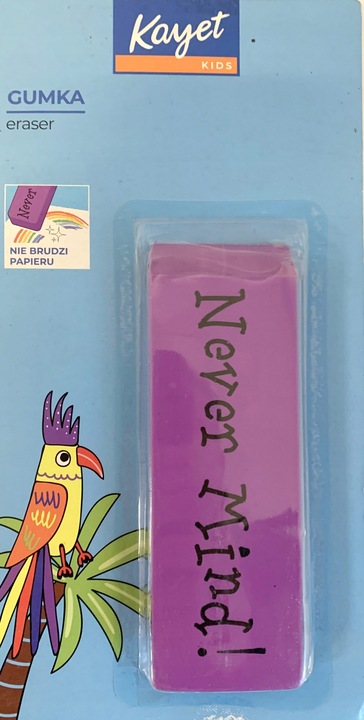 Kayet
KIDS
GUMKA
eraser
Never
NIE BRUDZI
PAPIERU
Never Mind!